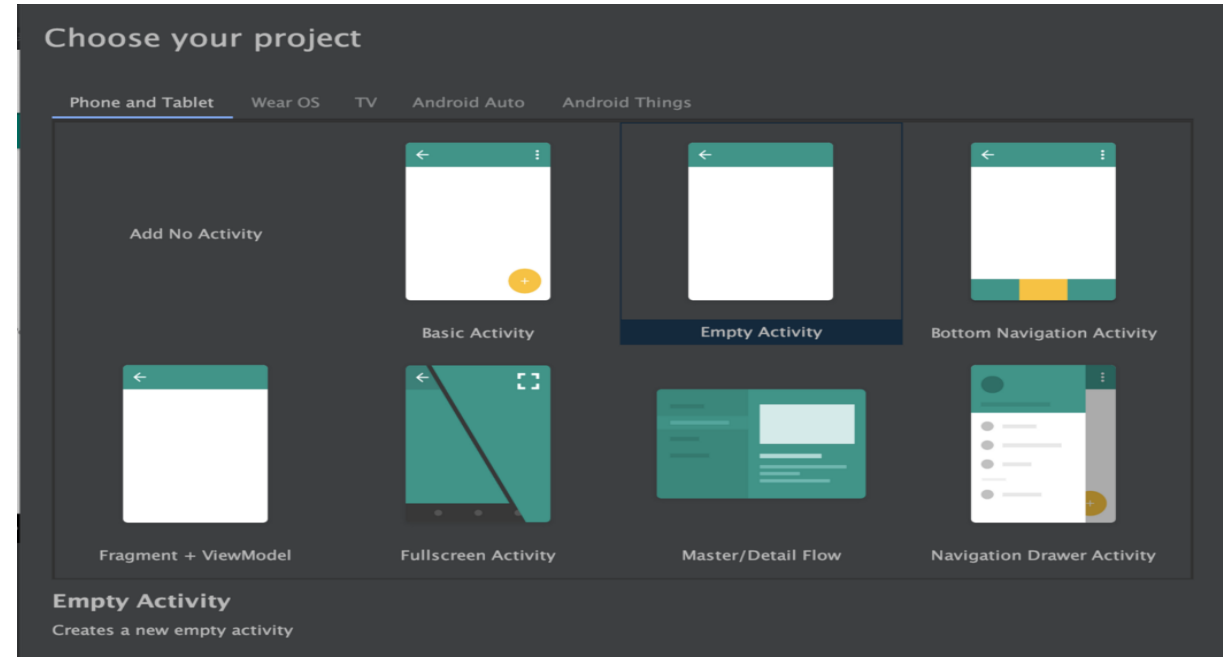 Choose your project
Phone and Tablet Wear OS TV Android Auto Android Things
Add No Activity
Basic Activity Empty Activity Bottom Navigation Activity
Fragment + ViewModel Fullscreen Activity Master/Detail Flow Navigation Drawer Activity
Empty Activity
Creates a new empty activity